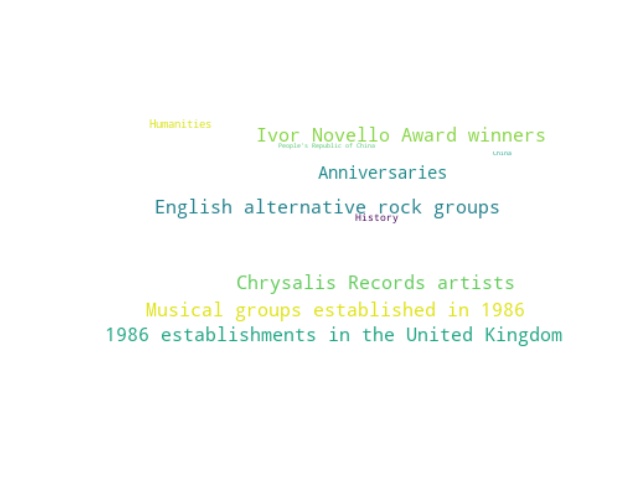 Humanities
Ivor Novello Award winners
People's Republic of China
China
Anniversaries
English alternative rock groups
History
Chrysalis Records artists
Musical groups established in 1986
1986 establishments in the United Kingdom